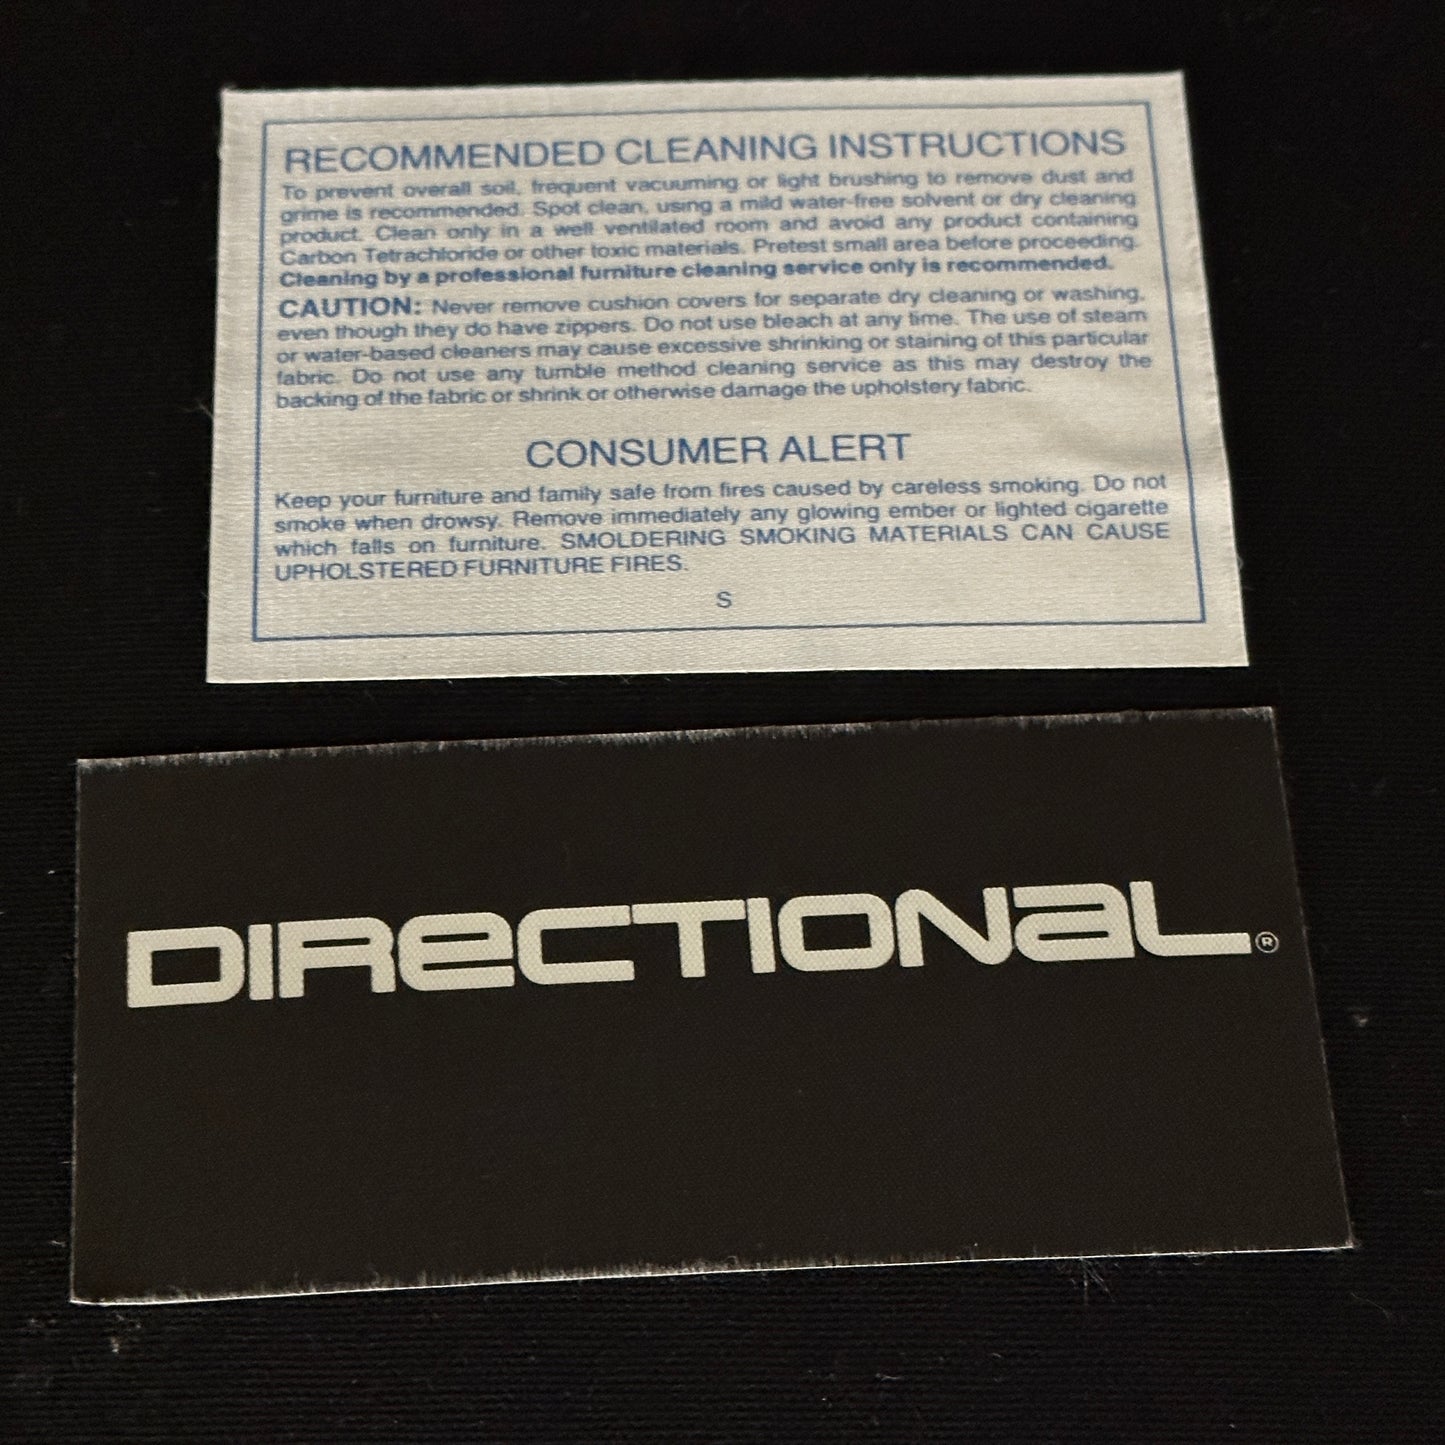 RECOMMENDED CLEANING INSTRUCTIONS
To prevent overall soil, frequent vacuuming or light brushing to remove dust and
grime is recommended. Spot clean, using a mild water-free solvent or dry cleaning
product. Clean only in a well ventilated room and avoid any product containing
Carbon Tetrachloride or other toxic materials. Pretest small area before proceeding.
Cleaning by a professional furniture cleaning service only is recommended.
CAUTION: Never remove cushion covers for separate dry cleaning or washing,
even though they do have zippers. Do not use bleach at any time. The use of steam
or water-based cleaners may cause excessive shrinking or staining of this particular
fabric. Do not use any tumble method cleaning service as this may destroy the
backing of the fabric or shrink or otherwise damage the upholstery fabric.
CONSUMER ALERT
Keep your furniture and family safe from fires caused by careless smoking. Do not
smoke when drowsy. Remove immediately any glowing ember or lighted cigarette
which falls on furniture. SMOLDERING SMOKING MATERIALS CAN CAUSE
UPHOLSTERED FURNITURE FIRES.
S
DIRECTIONAL®